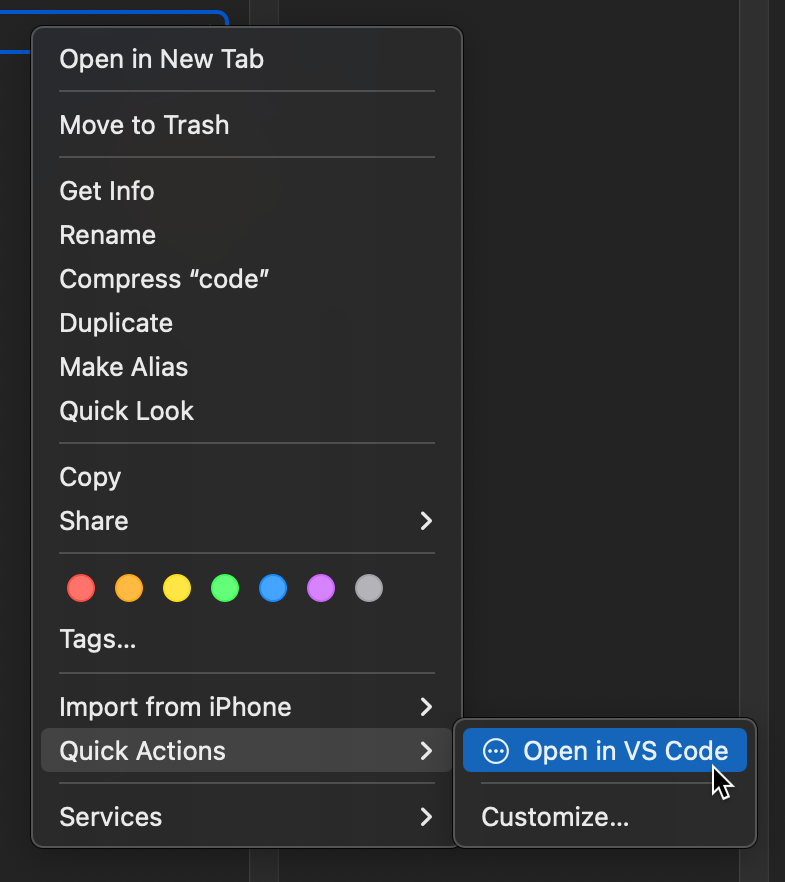 Open in New Tab
Move to Trash
Get Info
Rename
Compress “code”
Duplicate
Make Alias
Quick Look
Copy
Share
Tags...
Import from iPhone
Quick Actions
Open in VS Code
Services
Customize...